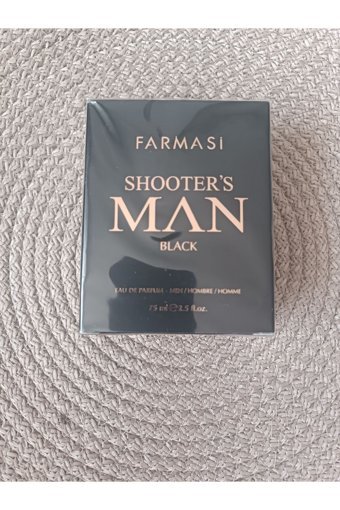 FARMASi
SHOOTER'S
MAN
BLACK
EAU DE PARFUM - MEN / HOMBRE / HOMME
75 ml ℮ 2.5 fl.oz.